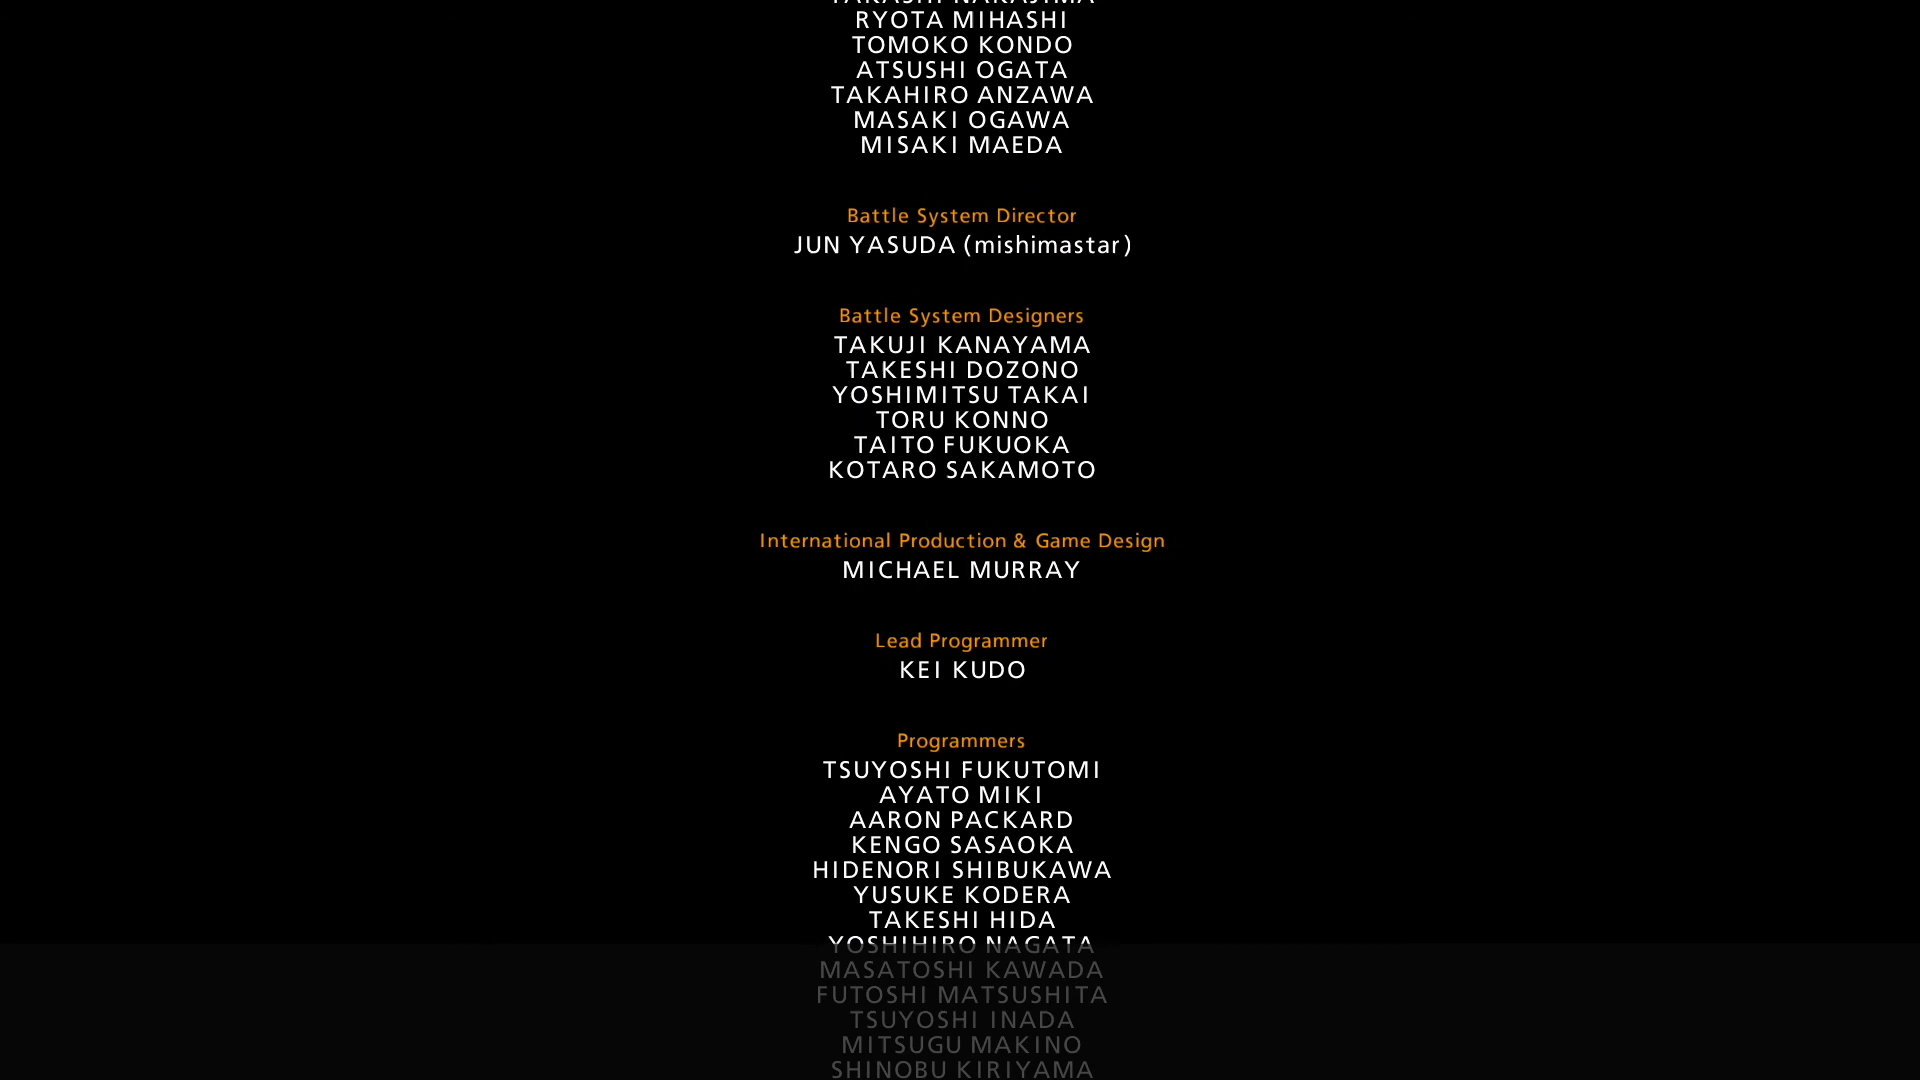 TAKASHI NAKAJIMA
RYOTA MIHASHI
TOMOKO KONDO
ATSUSHI OGATA
TAKAHIRO ANZAWA
MASAKI OGAWA
MISAKI MAEDA
Battle System Director
JUN YASUDA (mishimastar)
Battle System Designers
TAKUJI KANAYAMA
TAKESHI DOZONO
YOSHIMITSU TAKAI
TORU KONNO
TAITO FUKUOKA
KOTARO SAKAMOTO
International Production & Game Design
MICHAEL MURRAY
Lead Programmer
KEI KUDO
Programmers
TSUYOSHI FUKUTOMI
AYATO MIKI
AARON PACKARD
KENGO SASAOKA
HIDENORI SHIBUKAWA
YUSUKE KODERA
TAKESHI HIDA
YOSHIHIRO NAGATA
MASATOSHI KAWADA
FUTOSHI MATSUSHITA
TSUYOSHI INADA
MITSUGU MAKINO
SHINOBU KIRIYAMA